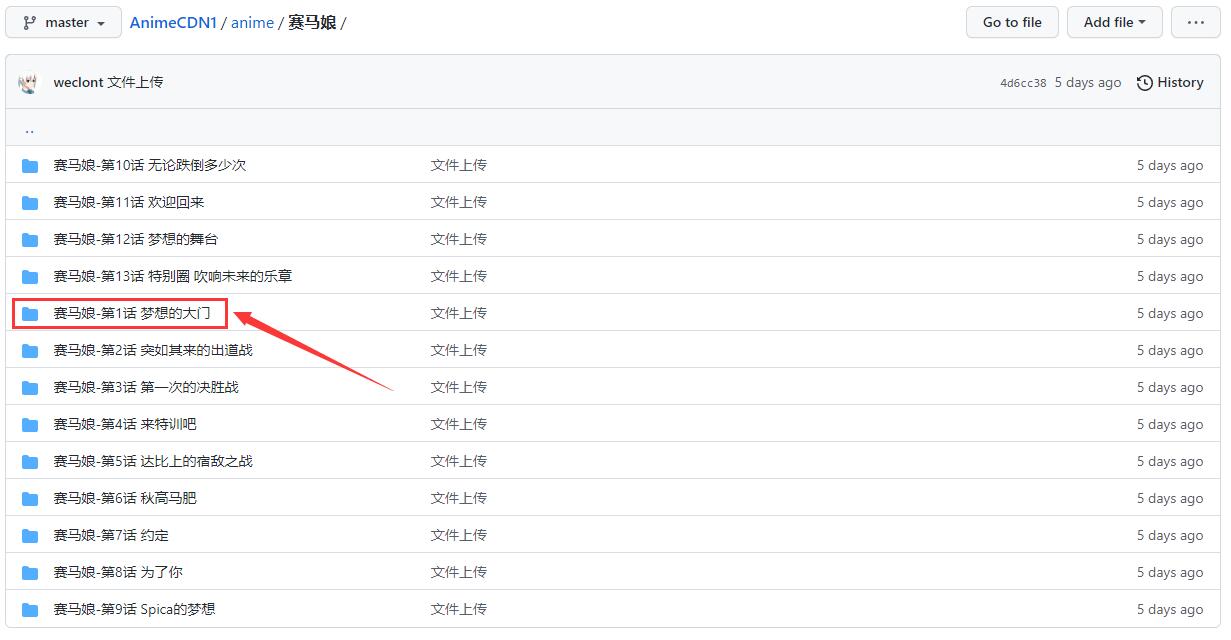 master AnimeCDN1 / anime / 赛马娘 / Go to file Add file ...
weclont 文件上传 4d6cc38 5 days ago History
..
赛马娘-第10话 无论跌倒多少次 文件上传 5 days ago
赛马娘-第11话 欢迎回来 文件上传 5 days ago
赛马娘-第12话 梦想的舞台 文件上传 5 days ago
赛马娘-第13话 特别圈 吹响未来的乐章 文件上传 5 days ago
赛马娘-第1话 梦想的大门 文件上传 5 days ago
赛马娘-第2话 突如其来的出道战 文件上传 5 days ago
赛马娘-第3话 第一次的决胜战 文件上传 5 days ago
赛马娘-第4话 来特训吧 文件上传 5 days ago
赛马娘-第5话 达比上的宿敌之战 文件上传 5 days ago
赛马娘-第6话 秋高马肥 文件上传 5 days ago
赛马娘-第7话 约定 文件上传 5 days ago
赛马娘-第8话 为了你 文件上传 5 days ago
赛马娘-第9话 Spica的梦想 文件上传 5 days ago